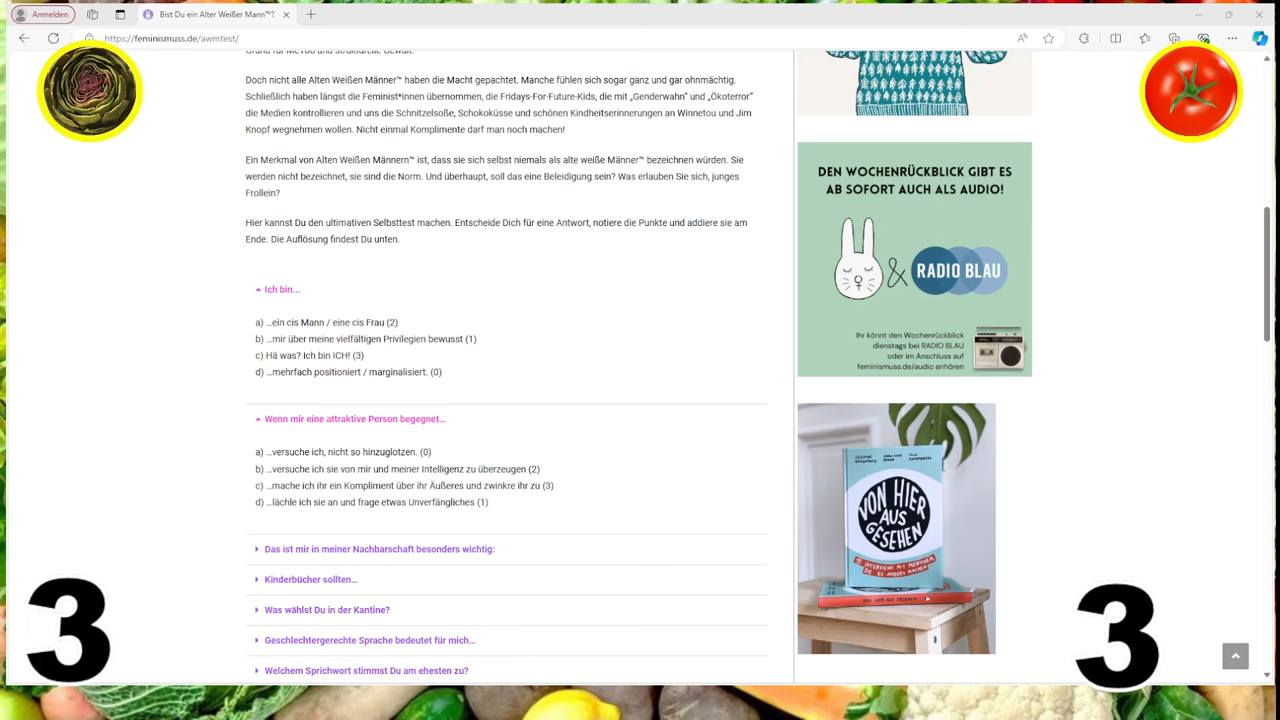 Anmelden
Bist Du ein Alter Weißer Mann™?
https://feminismuss.de/awmtest/
Grund für MeToo und strukturelle Gewalt.
Doch nicht alle Alten Weißen Männer™ haben die Macht gepachtet. Manche fühlen sich sogar ganz und gar ohnmächtig.
Schließlich haben längst die Feminist*innen übernommen, die Fridays-For-Future-Kids, die mit „Genderwahn" und „Ökoterror"
die Medien kontrollieren und uns die Schnitzelsoße, Schokoküsse und schönen Kindheitserinnerungen an Winnetou und Jim
Knopf wegnehmen wollen. Nicht einmal Komplimente darf man noch machen!
Ein Merkmal von Alten Weißen Männern™ ist, dass sie sich selbst niemals als alte weiße Männer™ bezeichnen würden. Sie
werden nicht bezeichnet, sie sind die Norm. Und überhaupt, soll das eine Beleidigung sein? Was erlauben Sie sich, junges
Frollein?
Hier kannst Du den ultimativen Selbsttest machen. Entscheide Dich für eine Antwort, notiere die Punkte und addiere sie am
Ende. Die Auflösung findest Du unten.
Ich bin...
a) …ein cis Mann / eine cis Frau (2)
b) …mir über meine vielfältigen Privilegien bewusst (1)
c) Hä was? Ich bin ICH! (3)
d) …mehrfach positioniert / marginalisiert. (0)
Wenn mir eine attraktive Person begegnet…
a) …versuche ich, nicht so hinzuglotzen. (0)
b) …versuche ich sie von mir und meiner Intelligenz zu überzeugen (2)
c) …mache ich ihr ein Kompliment über ihr Äußeres und zwinkre ihr zu (3)
d) …lächle ich sie an und frage etwas Unverfängliches (1)
Das ist mir in meiner Nachbarschaft besonders wichtig:
Kinderbücher sollten…
Was wählst Du in der Kantine?
Geschlechtergerechte Sprache bedeutet für mich…
Welchem Sprichwort stimmst Du am ehesten zu?
DEN WOCHENRÜCKBLICK GIBT ES
AB SOFORT AUCH ALS AUDIO!
& RADIO BLAU
Ihr könnt den Wochenrückblick
dienstags bei RADIO BLAU
oder im Anschluss auf
feminismuss.de/audio anhören
VON HIER
AUS
GESEHEN
VON HIER AUS GESEHEN
3
3